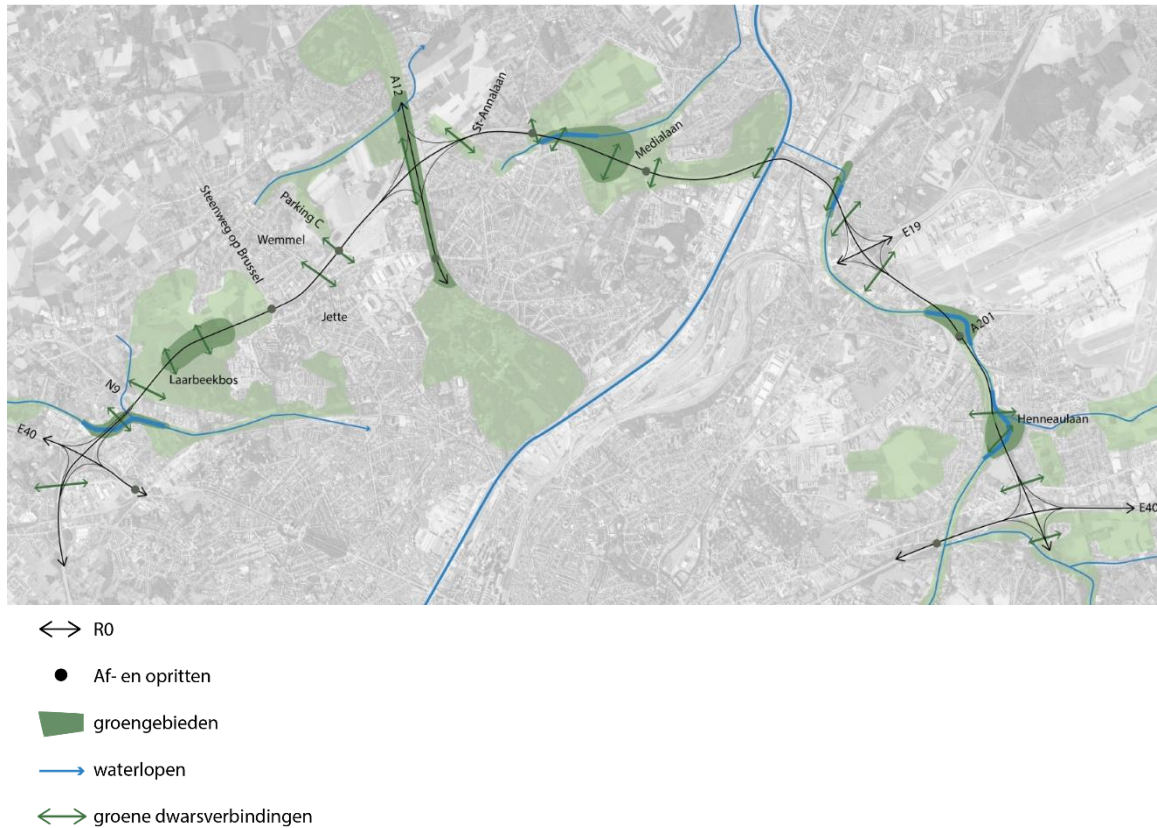 A12
St-Annalaan
Medialaan
Steenweg op Brussel
Parking C
Wemmel
E19
Jette
A201
Laarbeekbos
N9
Henneaulaan
E40
E40
R0
Af- en opritten
groengebieden
waterlopen
groene dwarsverbindingen